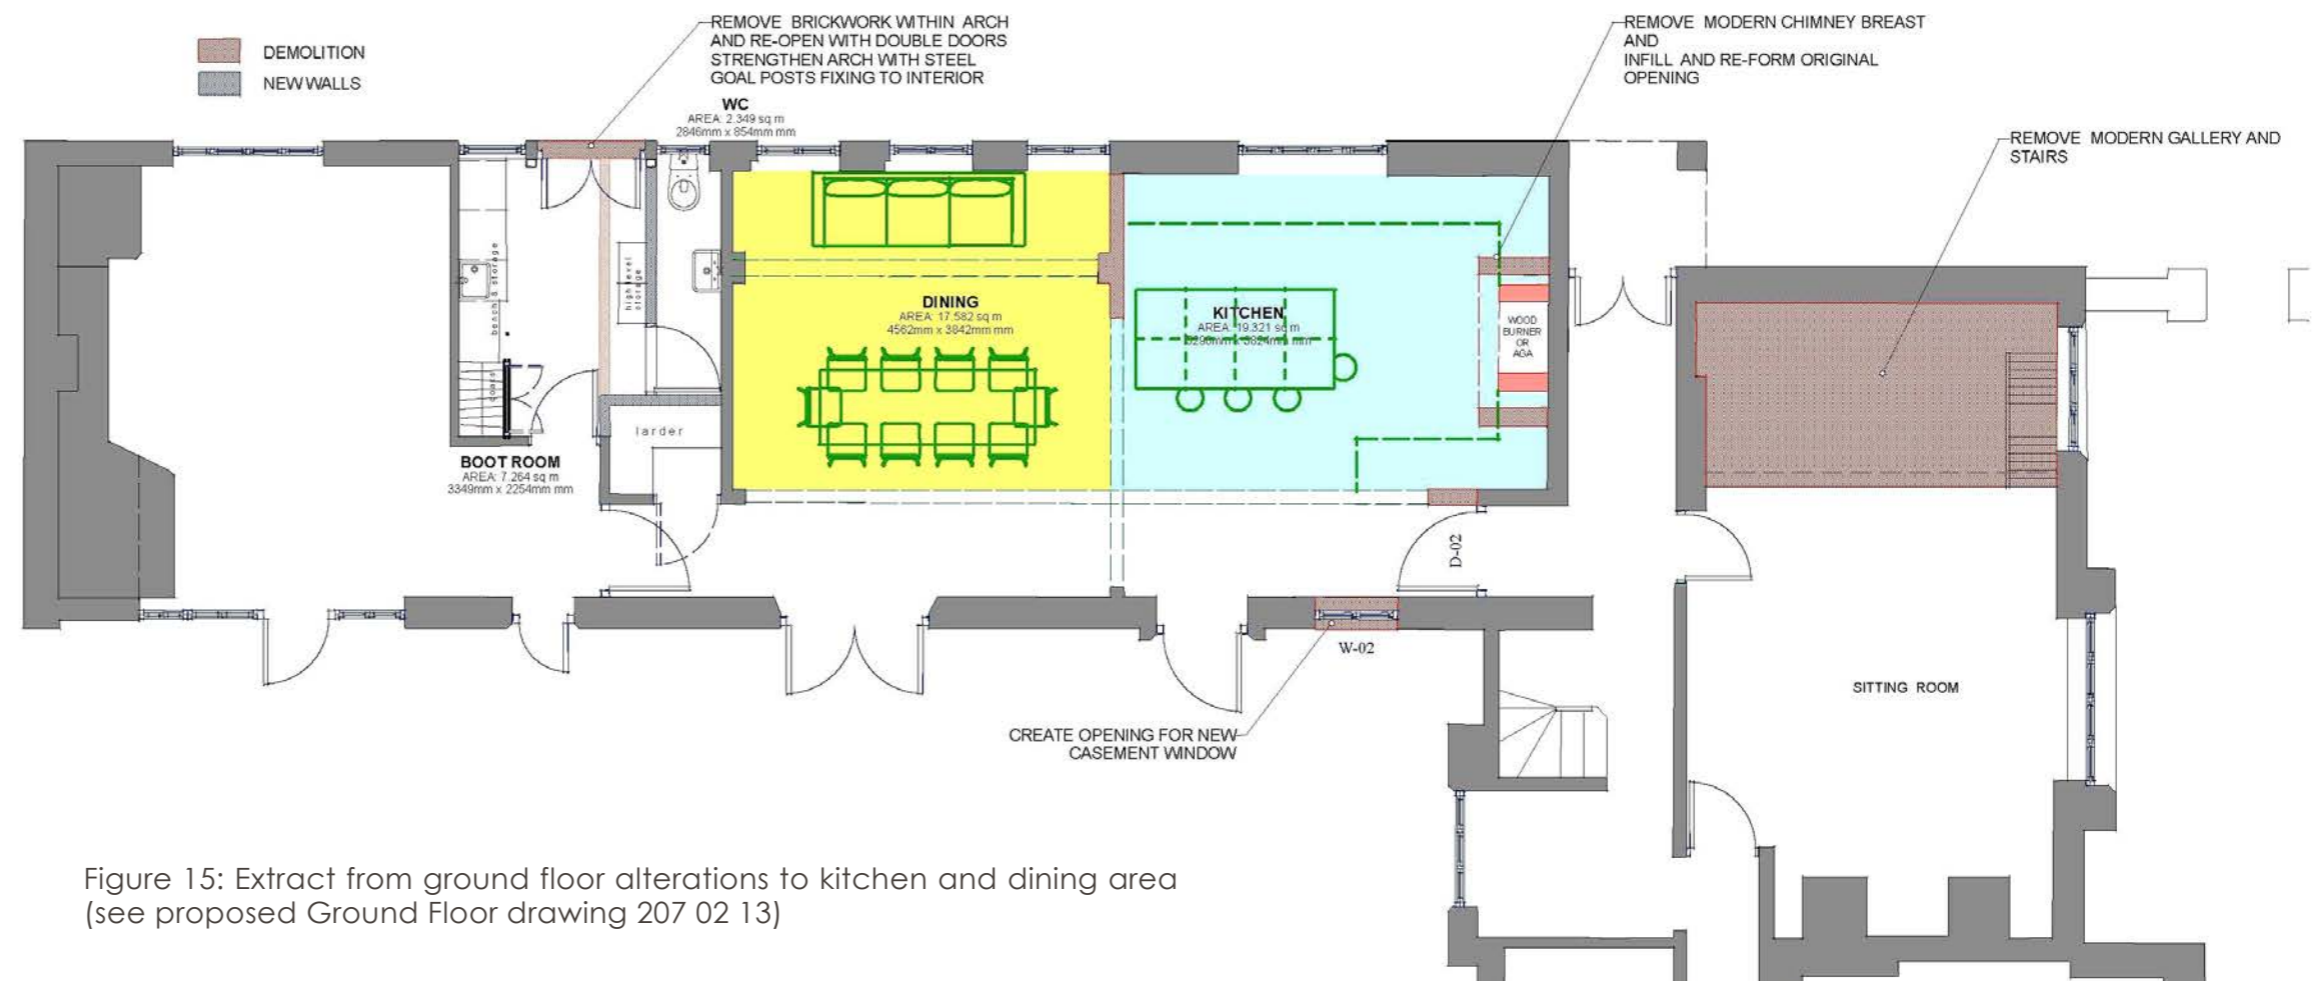 REMOVE BRICKWORK WITHIN ARCH
AND RE-OPEN WITH DOUBLE DOORS
STRENGTHEN ARCH WITH STEEL
GOAL POSTS FIXING TO INTERIOR
REMOVE MODERN CHIMNEY BREAST
AND
INFILL AND RE-FORM ORIGINAL
OPENING
DEMOLITION
NEW WALLS
WC
AREA: 2.349 sq m
2846mm x 854mm mm
REMOVE MODERN GALLERY AND
STAIRS
bench & storage
high level
storage
DINING
AREA: 17.582 sq m
4562mm x 3842mm mm
KITCHEN
AREA: 19.321 sq m
x 3824mm mm
WOOD
BURNER
OR
AGA
coats
larder
BOOT ROOM
AREA: 7.264 sq m
3349mm x 2254mm mm
D-02
W-02
SITTING ROOM
CREATE OPENING FOR NEW
CASEMENT WINDOW
Figure 15: Extract from ground floor alterations to kitchen and dining area
(see proposed Ground Floor drawing 207 02 13)